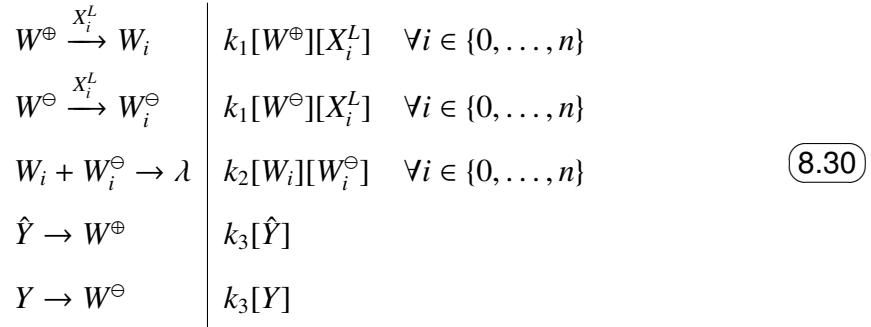 W⊕ —X_i^L→ W_i | k_1[W⊕][X_i^L] ∀i ∈ {0, . . . , n}
W⊖ —X_i^L→ W_i^⊖ | k_1[W⊖][X_i^L] ∀i ∈ {0, . . . , n}
W_i + W_i^⊖ → λ | k_2[W_i][W_i^⊖] ∀i ∈ {0, . . . , n} 8.30
Ŷ → W⊕ | k_3[Ŷ]
Y → W⊖ | k_3[Y]